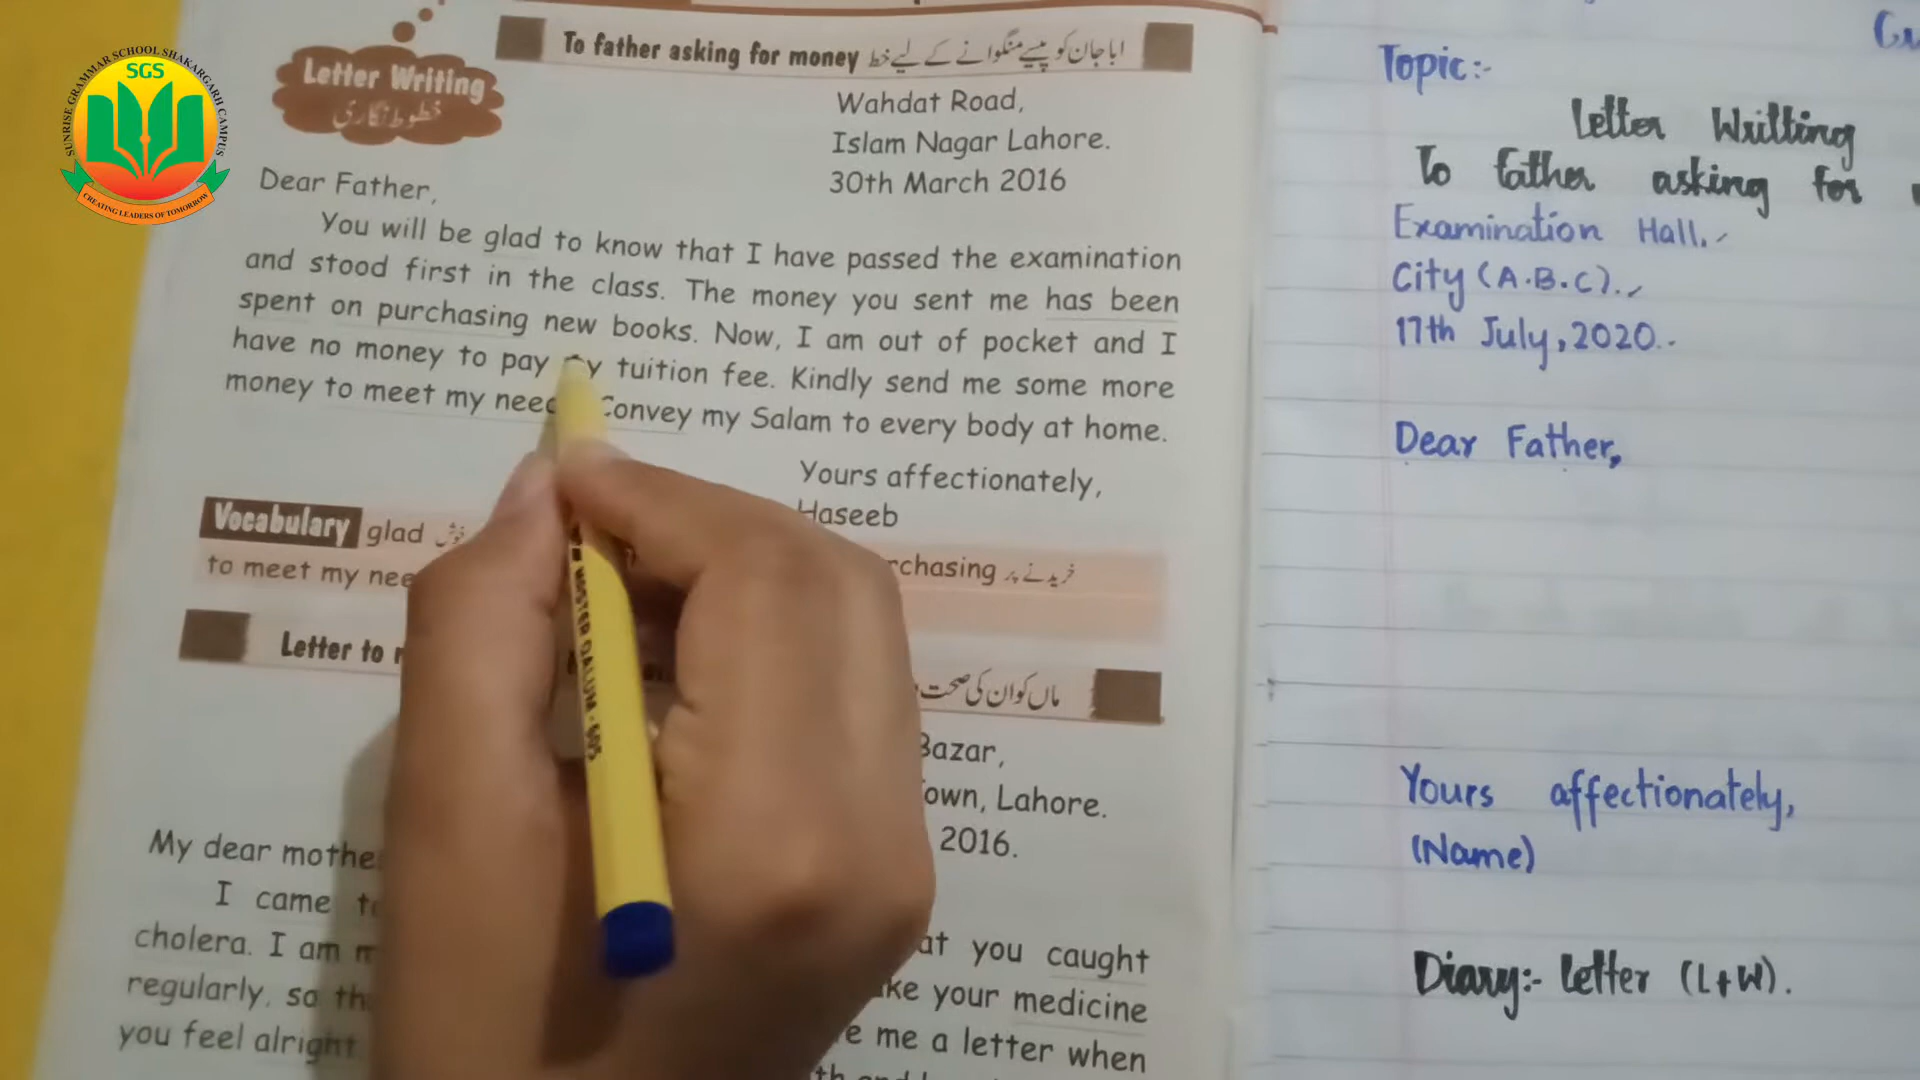 SUNRISE GRAMMAR SCHOOL SHAKARGARH CAMPUS
SGS
CREATING LEADERS OF TOMORROW
Letter Writing
خطوط نگاری
To father asking for money ابا جان کو پیسے منگوانے کے لیے خط
Wahdat Road,
Islam Nagar Lahore.
30th March 2016
Dear Father,
You will be glad to know that I have passed the examination
and stood first in the class. The money you sent me has been
spent on purchasing new books. Now, I am out of pocket and I
have no money to pay tuition fee. Kindly send me some more
money to meet my Convey my Salam to every body at home.
Yours affectionately,
Haseeb
Vocabulary glad خوش
to meet my
خریدنے پر
Letter to
ماں کو ان کی صحت
Lahore.
2016.
My dear
I came
cholera. I am
at you caught
regularly, so
your medicine
you feel alright
me a letter when
Topic:-
Letter Writting
To father asking for
Examination Hall,
City (A.B.C).
17th July, 2020.
Dear Father,
Yours affectionately,
(Name)
Diary:- letter (L+W).